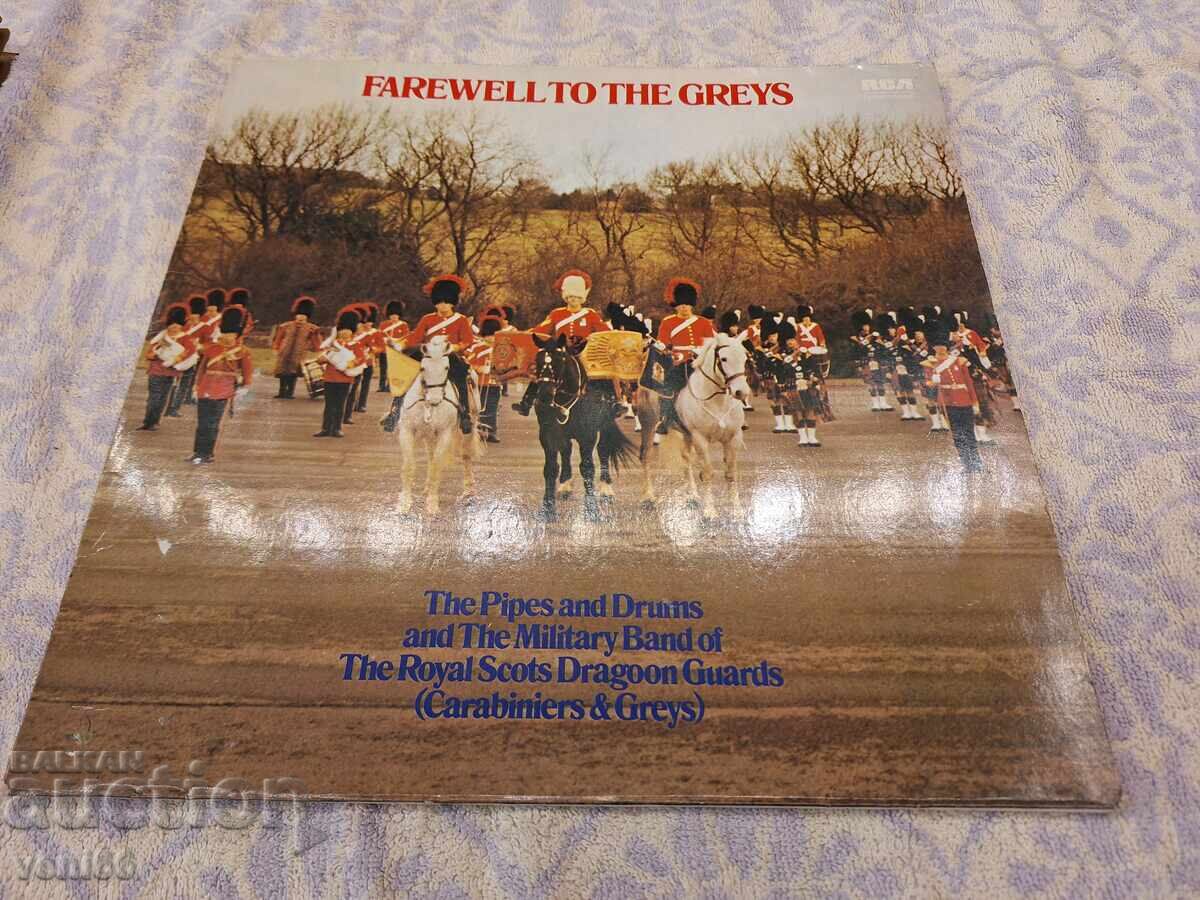 FAREWELL TO THE GREYS
RCA
The Pipes and Drums
and The Military Band of
The Royal Scots Dragoon Guards
(Carabiniers & Greys)
BALKAN
auction
yoni66